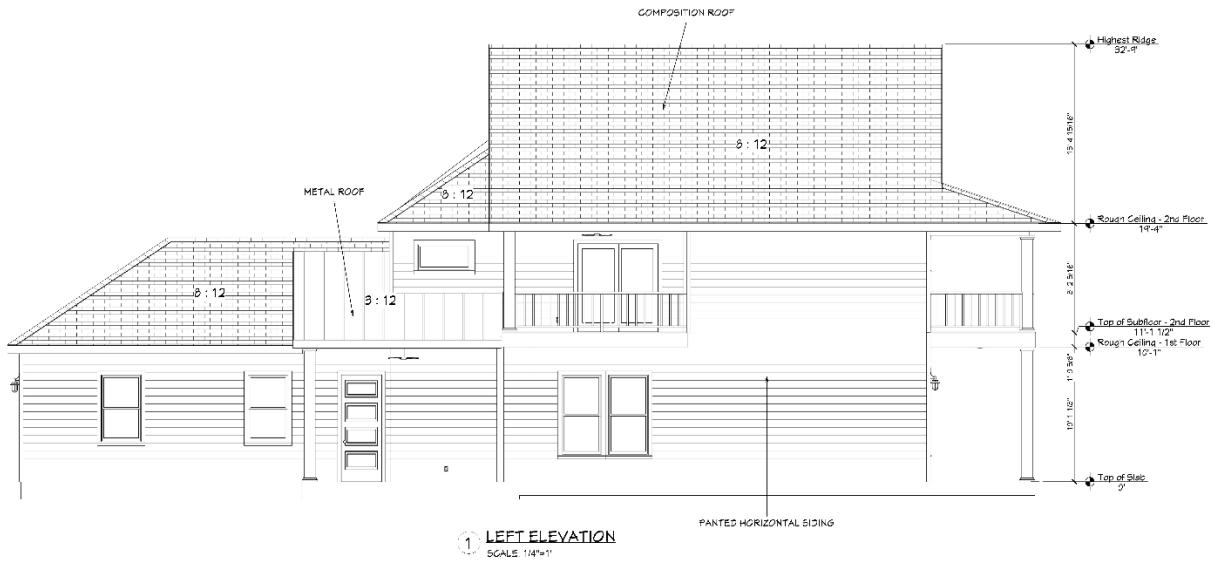 COMPOSITION ROOF
Highest Ridge
32'-9"
8 : 12
METAL ROOF
8 : 12
Rough Ceiling - 2nd Floor
19'-4"
8 : 12
3 : 12
Top of Subfloor - 2nd Floor
11'-1 1/2"
Rough Ceiling - 1st Floor
10'-1"
Top of Slab
0'
PANTED HORIZONTAL SIDING
1 LEFT ELEVATION
SCALE: 1/4"=1'